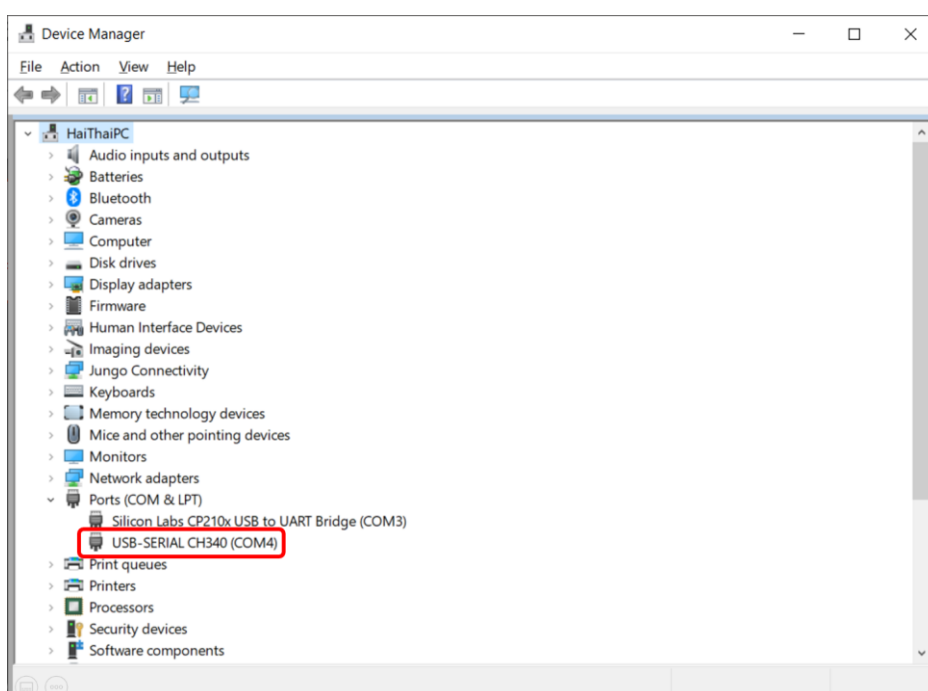 Device Manager
File Action View Help
HaiThaiPC
Audio inputs and outputs
Batteries
Bluetooth
Cameras
Computer
Disk drives
Display adapters
Firmware
Human Interface Devices
Imaging devices
Jungo Connectivity
Keyboards
Memory technology devices
Mice and other pointing devices
Monitors
Network adapters
Ports (COM & LPT)
Silicon Labs CP210x USB to UART Bridge (COM3)
USB-SERIAL CH340 (COM4)
Print queues
Printers
Processors
Security devices
Software components